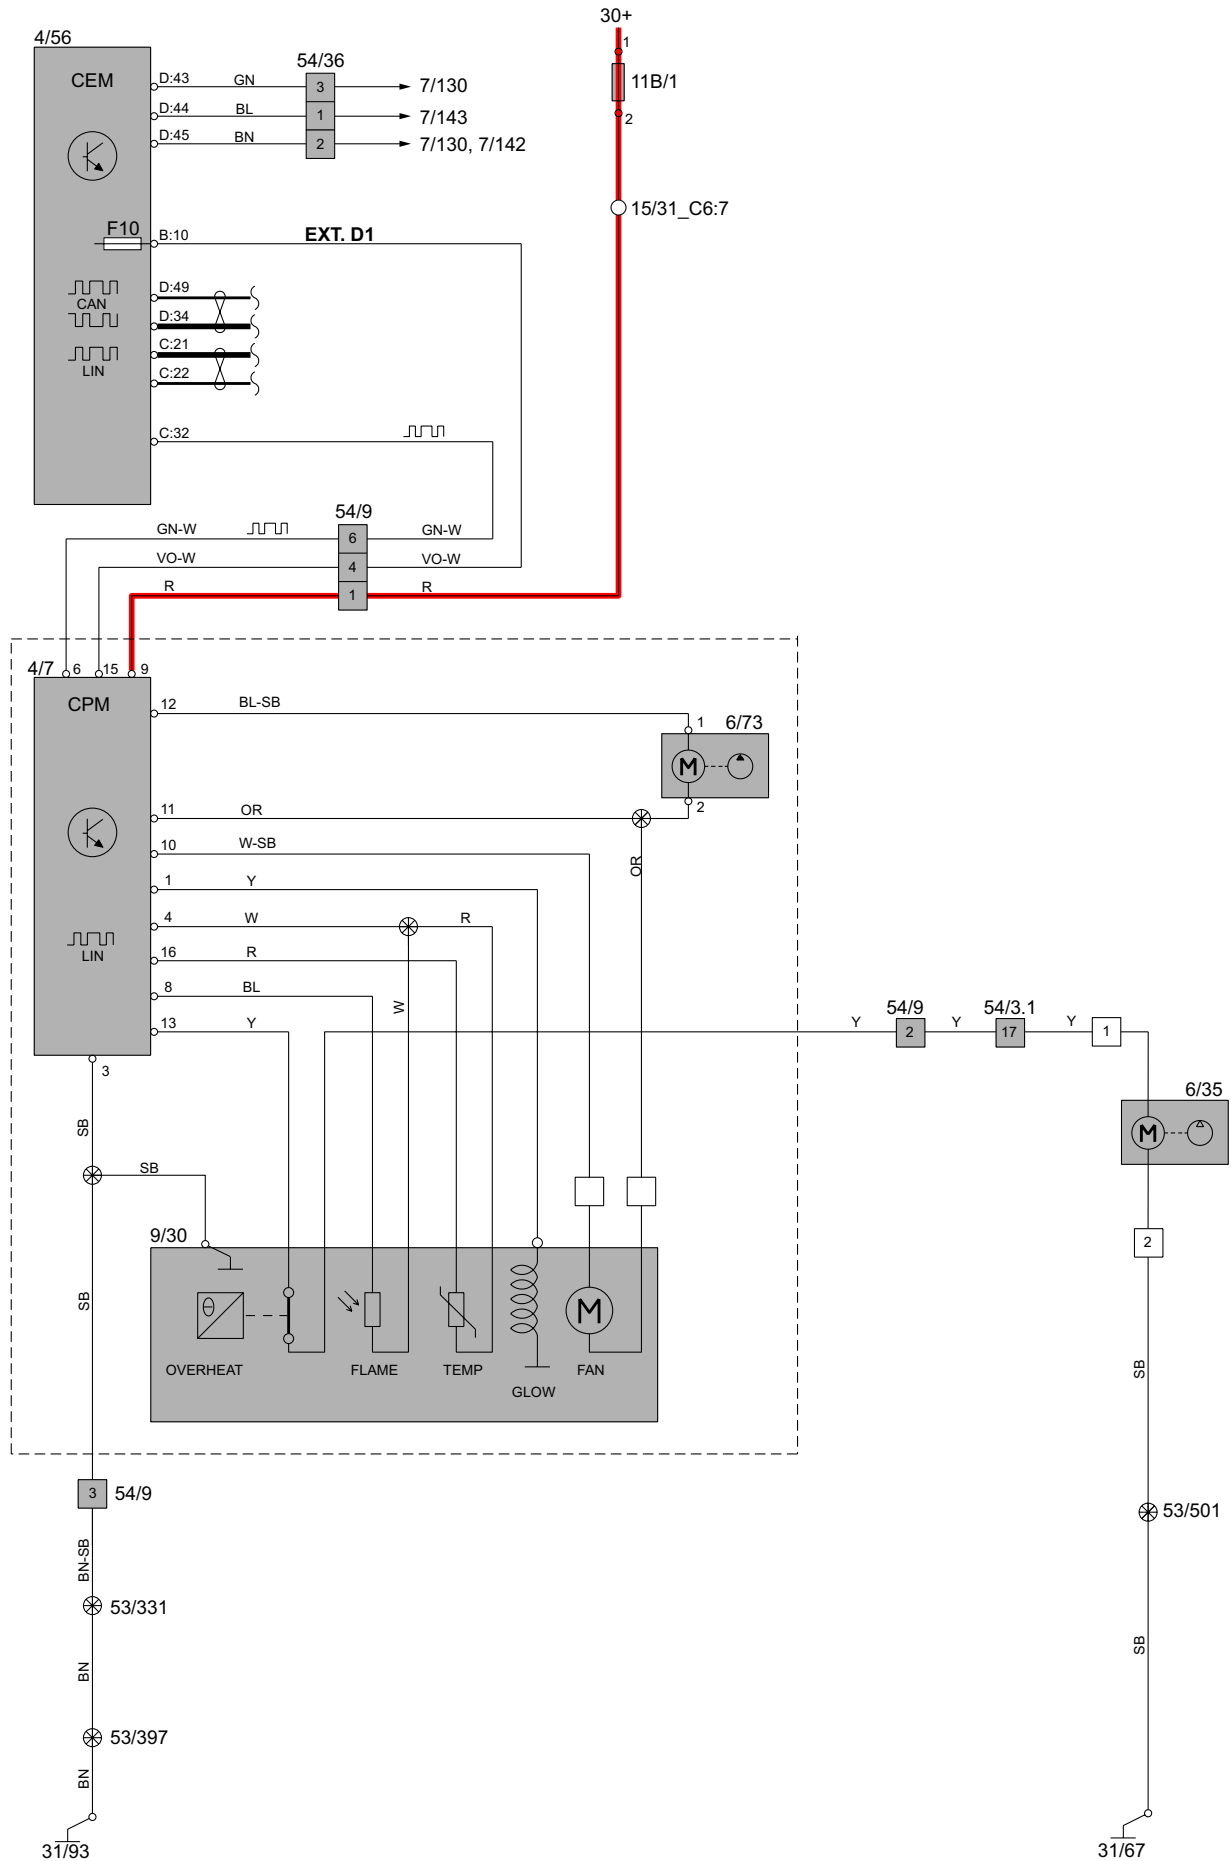 30+
4/56
1
CEM
54/36
D:43
GN
3
7/130
11B/1
D:44
BL
1
7/143
2
D:45
BN
2
7/130, 7/142
15/31_C6:7
F10
B:10
EXT. D1
D:49
CAN
D:34
C:21
LIN
C:22
C:32
54/9
GN-W
6
GN-W
VO-W
4
VO-W
R
1
R
4/7
6
15
9
CPM
12
BL-SB
1
6/73
M
2
11
OR
10
W-SB
OR
1
Y
4
W
R
16
R
LIN
8
BL
W
13
Y
Y
54/9
2
Y
54/3.1
17
Y
1
3
6/35
M
SB
SB
2
9/30
SB
Θ
M
OVERHEAT
FLAME
TEMP
FAN
GLOW
SB
3
54/9
53/501
BN-SB
53/331
SB
BN
53/397
BN
31/93
31/67